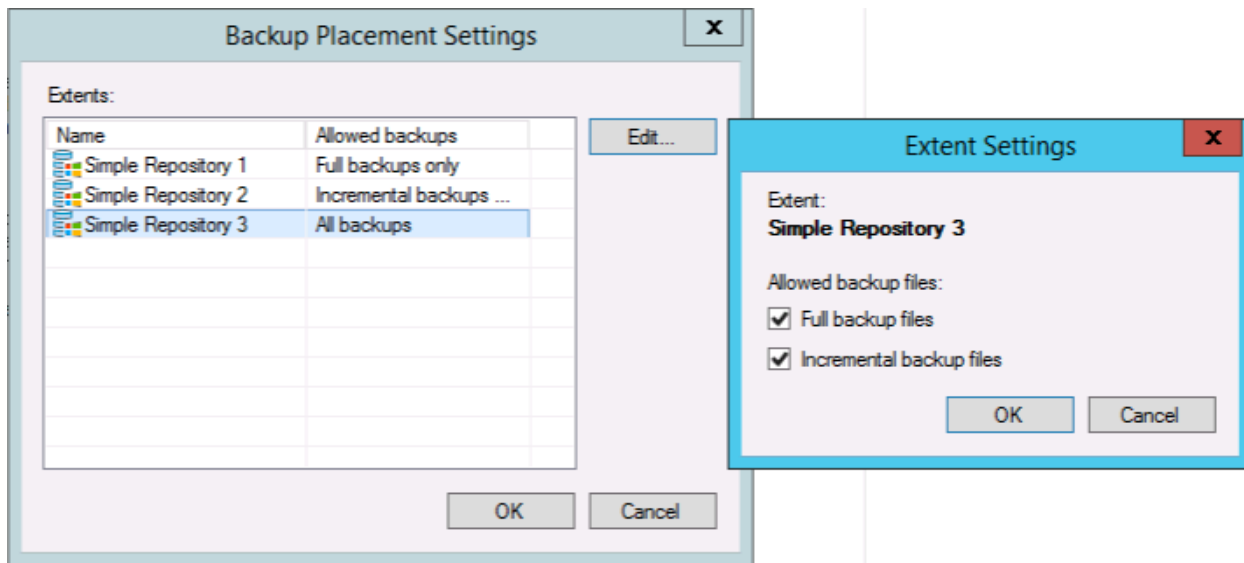 Backup Placement Settings
x
Extents:
Name Allowed backups
Edit...
Simple Repository 1 Full backups only
Simple Repository 2 Incremental backups ...
Simple Repository 3 All backups
OK Cancel
Extent Settings
x
Extent:
Simple Repository 3
Allowed backup files:
Full backup files
Incremental backup files
OK Cancel